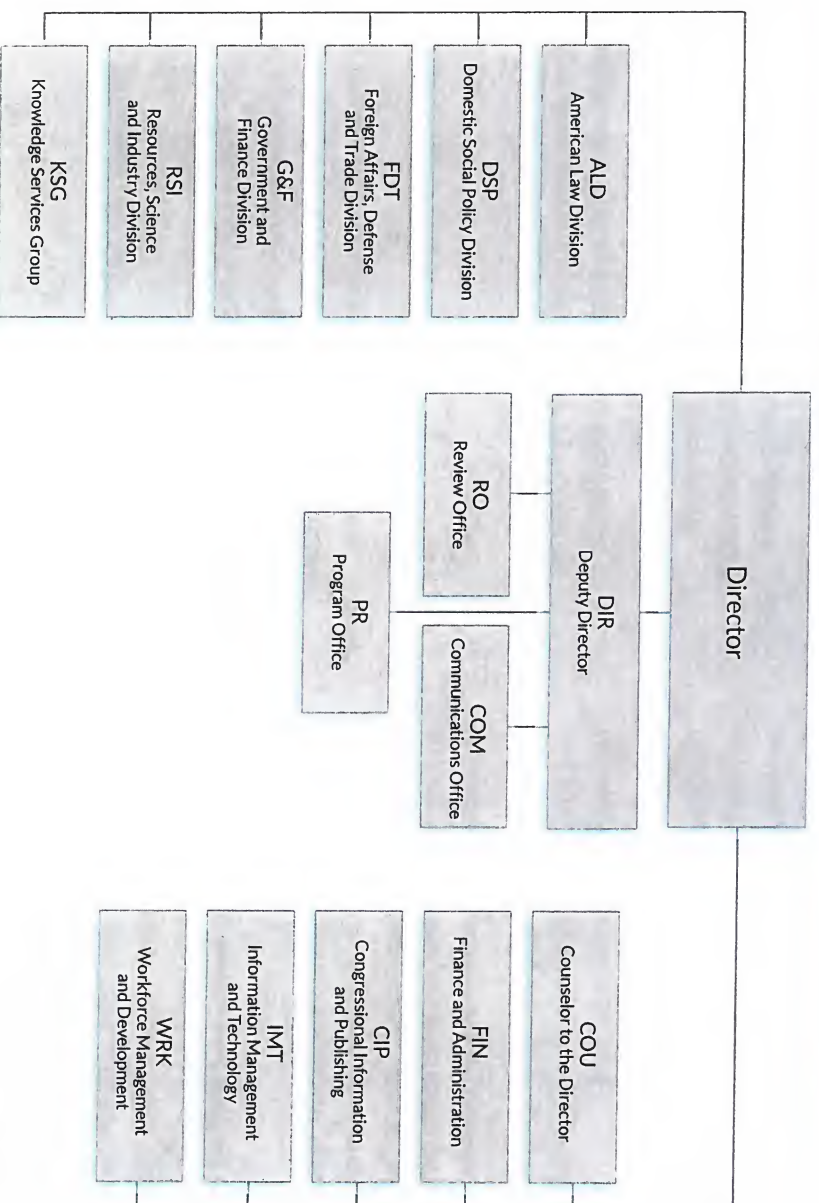 Director
DIR
Deputy Director
RO
Review Office
COM
Communications Office
PR
Program Office
ALD
American Law Division
DSP
Domestic Social Policy Division
FDT
Foreign Affairs, Defense
and Trade Division
G&F
Government and
Finance Division
RSI
Resources, Science
and Industry Division
KSG
Knowledge Services Group
COU
Counselor to the Director
FIN
Finance and Administration
CIP
Congressional Information
and Publishing
IMT
Information Management
and Technology
WRK
Workforce Management
and Development